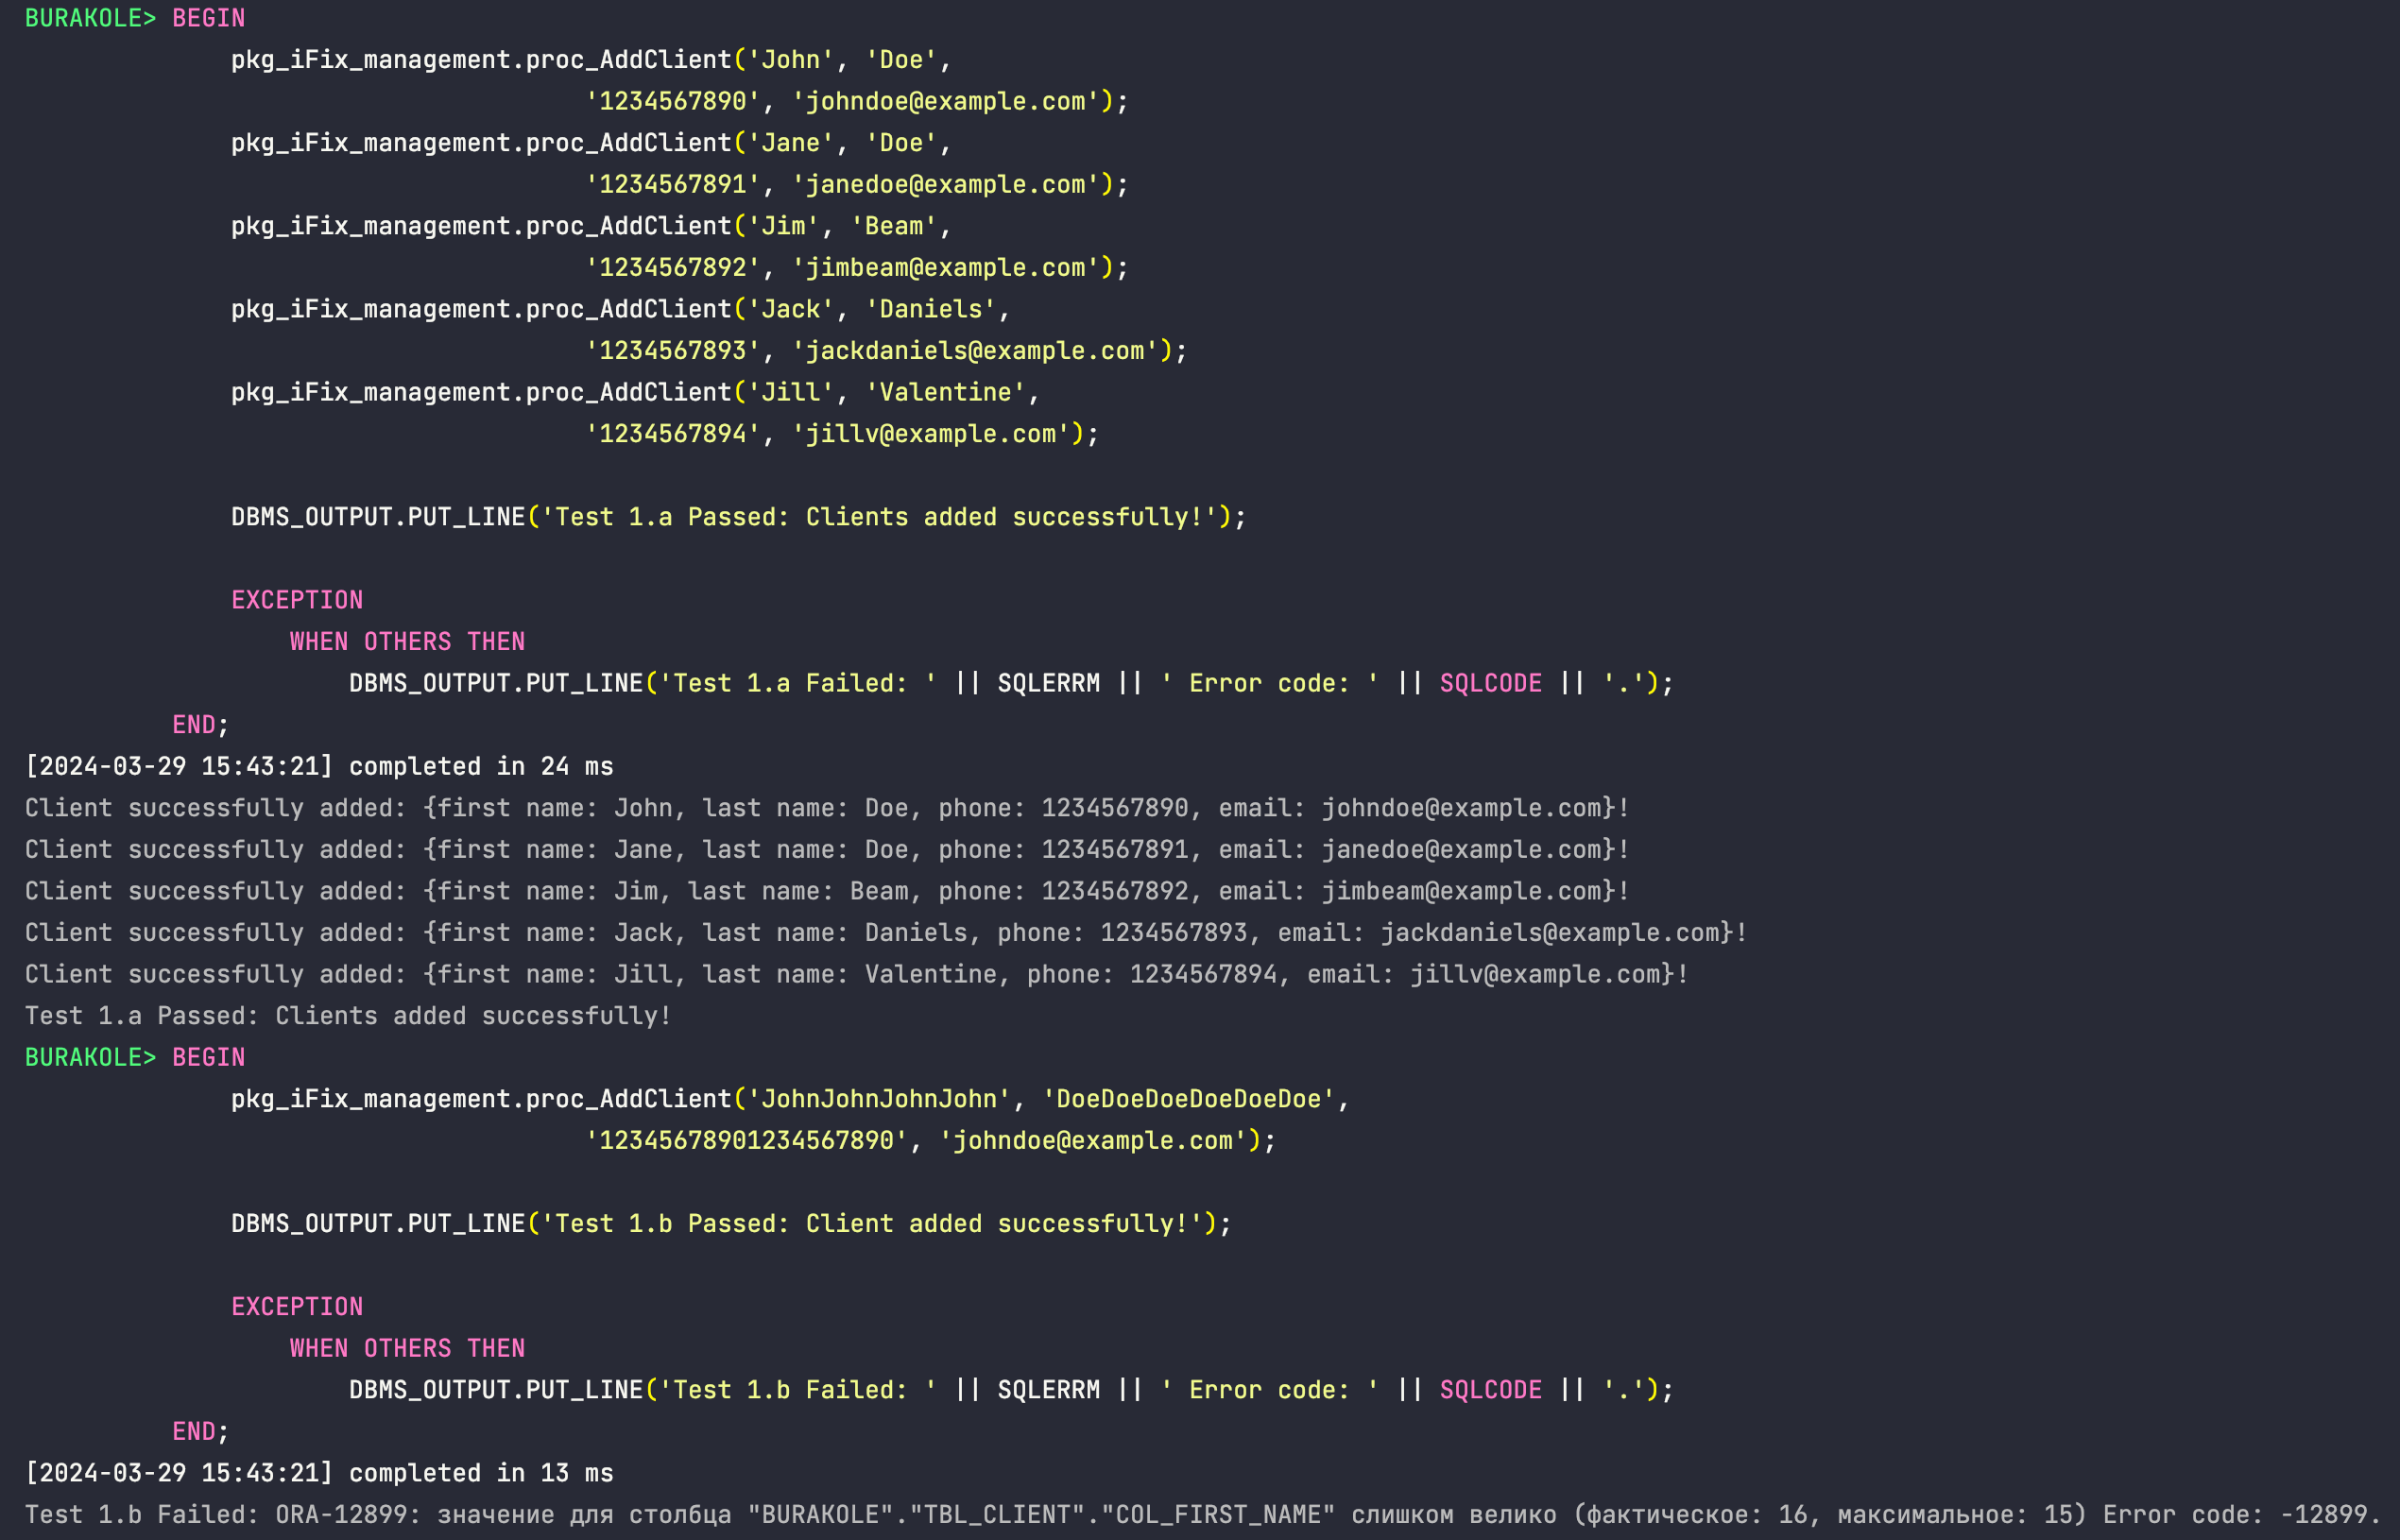 BURAKOLE> BEGIN
pkg_iFix_management.proc_AddClient('John', 'Doe',
'1234567890', 'johndoe@example.com');
pkg_iFix_management.proc_AddClient('Jane', 'Doe',
'1234567891', 'janedoe@example.com');
pkg_iFix_management.proc_AddClient('Jim', 'Beam',
'1234567892', 'jimbeam@example.com');
pkg_iFix_management.proc_AddClient('Jack', 'Daniels',
'1234567893', 'jackdaniels@example.com');
pkg_iFix_management.proc_AddClient('Jill', 'Valentine',
'1234567894', 'jillv@example.com');
DBMS_OUTPUT.PUT_LINE('Test 1.a Passed: Clients added successfully!');
EXCEPTION
WHEN OTHERS THEN
DBMS_OUTPUT.PUT_LINE('Test 1.a Failed: ' || SQLERRM || ' Error code: ' || SQLCODE || '.');
END;
[2024-03-29 15:43:21] completed in 24 ms
Client successfully added: {first name: John, last name: Doe, phone: 1234567890, email: johndoe@example.com}!
Client successfully added: {first name: Jane, last name: Doe, phone: 1234567891, email: janedoe@example.com}!
Client successfully added: {first name: Jim, last name: Beam, phone: 1234567892, email: jimbeam@example.com}!
Client successfully added: {first name: Jack, last name: Daniels, phone: 1234567893, email: jackdaniels@example.com}!
Client successfully added: {first name: Jill, last name: Valentine, phone: 1234567894, email: jillv@example.com}!
Test 1.a Passed: Clients added successfully!
BURAKOLE> BEGIN
pkg_iFix_management.proc_AddClient('JohnJohnJohnJohn', 'DoeDoeDoeDoeDoeDoe',
'12345678901234567890', 'johndoe@example.com');
DBMS_OUTPUT.PUT_LINE('Test 1.b Passed: Client added successfully!');
EXCEPTION
WHEN OTHERS THEN
DBMS_OUTPUT.PUT_LINE('Test 1.b Failed: ' || SQLERRM || ' Error code: ' || SQLCODE || '.');
END;
[2024-03-29 15:43:21] completed in 13 ms
Test 1.b Failed: ORA-12899: значение для столбца "BURAKOLE"."TBL_CLIENT"."COL_FIRST_NAME" слишком велико (фактическое: 16, максимальное: 15) Error code: -12899.